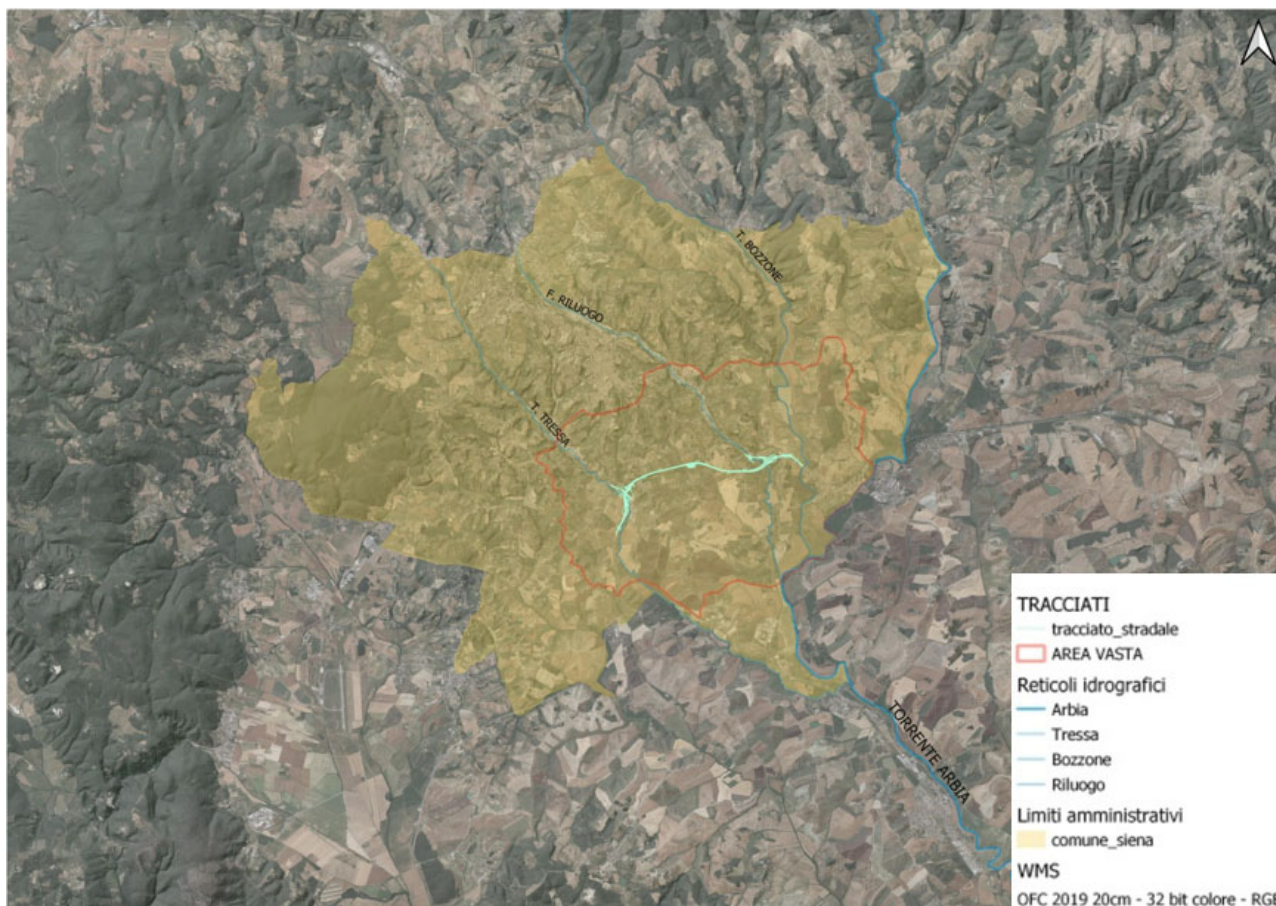 T. BOZZONE
F. RILUOGO
T. TRESSA
TORRENTE ARBIA
TRACCIATI
tracciato_stradale
AREA VASTA
Reticoli idrografici
Arbia
Tressa
Bozzone
Riluogo
Limiti amministrativi
comune_siena
WMS
OFC 2019 20cm - 32 bit colore - RGB